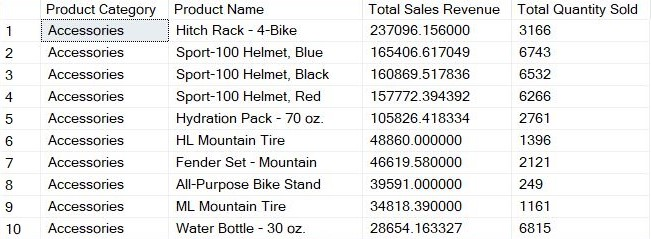 Product Category Product Name Total Sales Revenue Total Quantity Sold
1 Accessories Hitch Rack - 4-Bike 237096.156000 3166
2 Accessories Sport-100 Helmet, Blue 165406.617049 6743
3 Accessories Sport-100 Helmet, Black 160869.517836 6532
4 Accessories Sport-100 Helmet, Red 157772.394392 6266
5 Accessories Hydration Pack - 70 oz. 105826.418334 2761
6 Accessories HL Mountain Tire 48860.000000 1396
7 Accessories Fender Set - Mountain 46619.580000 2121
8 Accessories All-Purpose Bike Stand 39591.000000 249
9 Accessories ML Mountain Tire 34818.390000 1161
10 Accessories Water Bottle - 30 oz. 28654.163327 6815